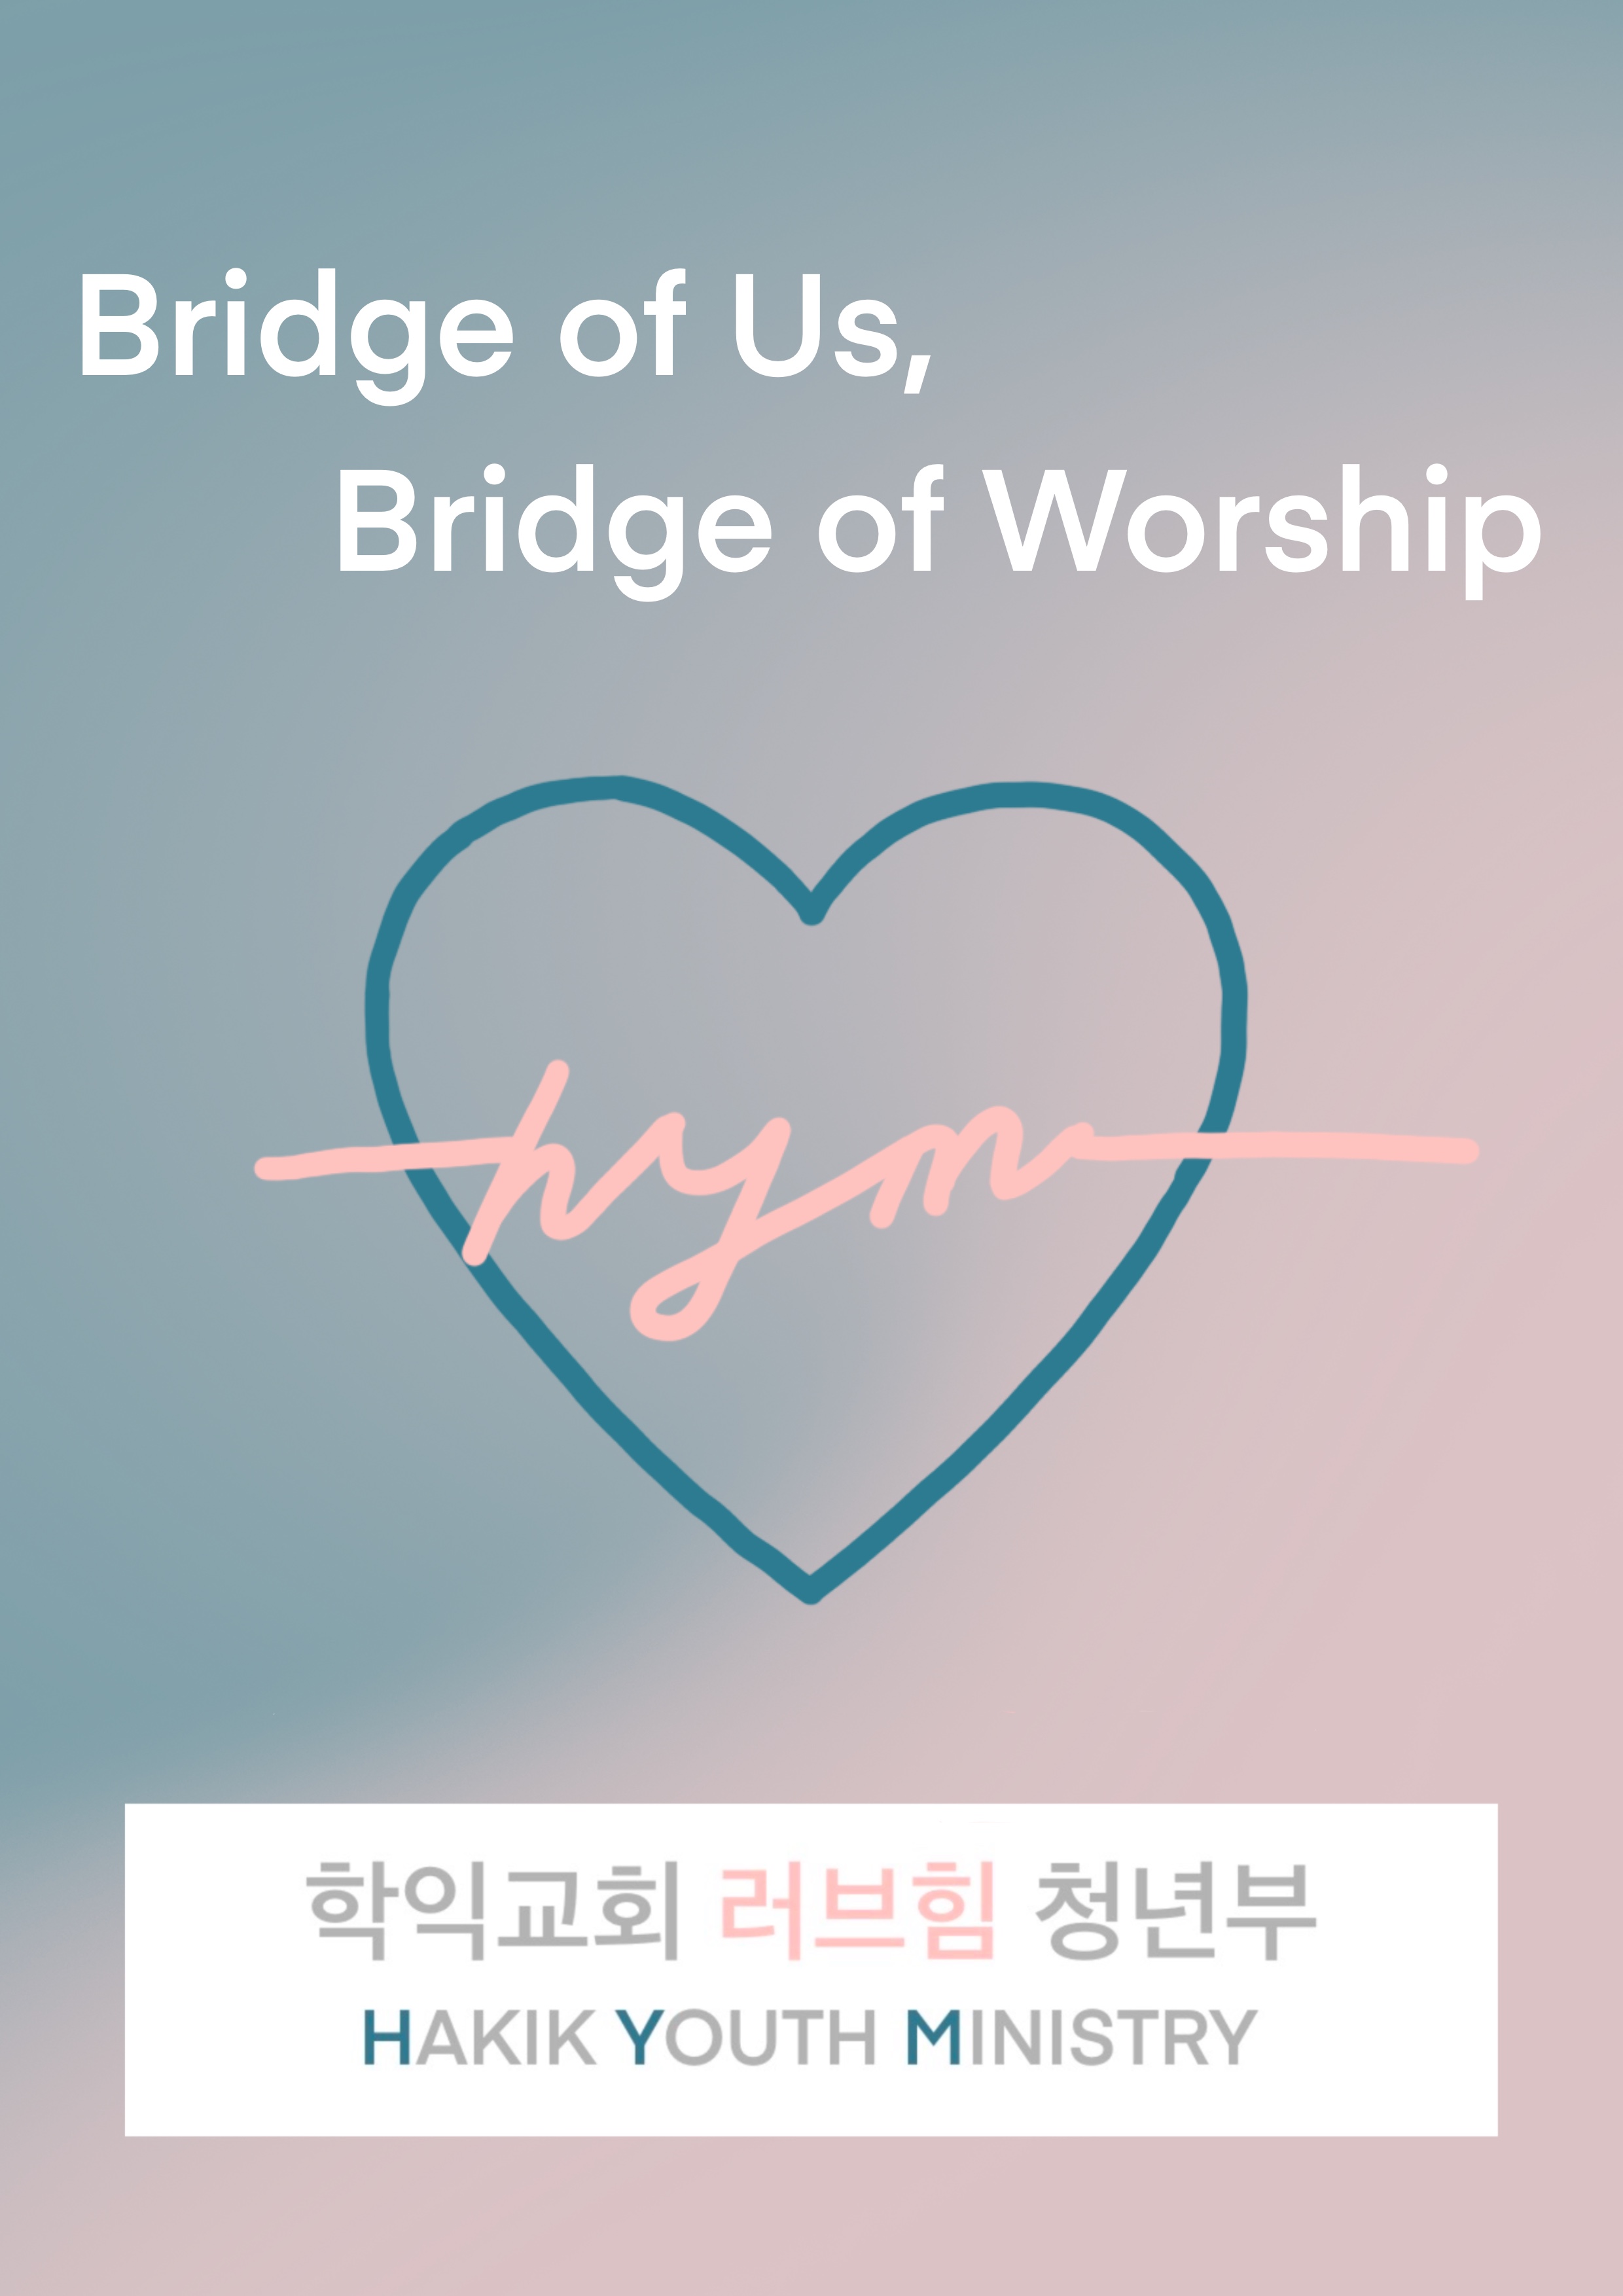 Bridge of Us,
Bridge of Worship
hym
학익교회 러브힘 청년부
HAKIK YOUTH MINISTRY